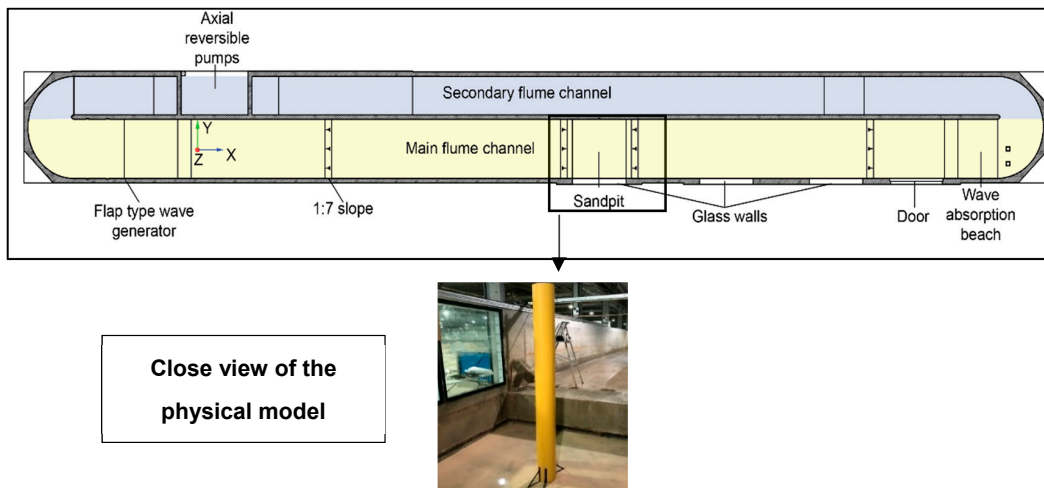 Axial
reversible
pumps
Secondary flume channel
Y
Z
X
Main flume channel
Flap type wave
generator
1:7 slope
Sandpit
Glass walls
Door
Wave
absorption
beach
Close view of the
physical model